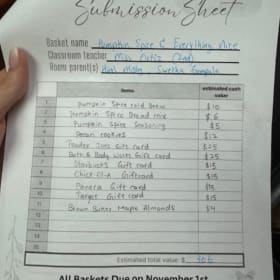 Submission Sheet
Basket name Pumpkin Spice & Everything Nice
Classroom teacher Miss Ortiz (2nd)
Room parent(s)
Items estimated cash value
1 pumpkin spice cold brew $10
2 pumpkin spice bread mix $6
3 Pumpkin Spice Seasoning $5
4 Pecan cookies $12
5 Trader Joes gift card $25
6 Bath & Body Works Gift card $25
7 Starbucks Gift card $15
8 Chick-fil-A Giftcard $15
9 Panera Gift card $15
10 Target Gift card $15
11 Brown Butter Maple Almonds $4
12
13
14
15
Estimated total value: $
All Baskets Due on November 1st